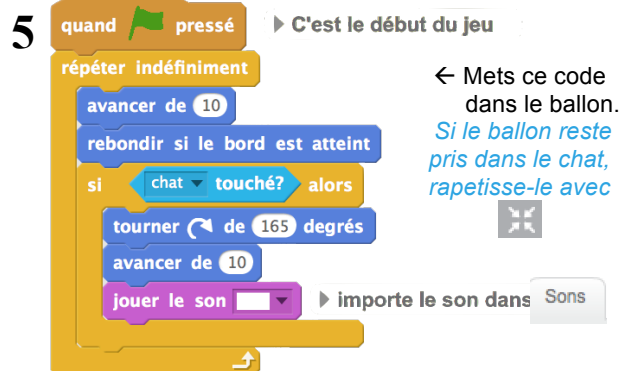 5
quand pressé
C'est le début du jeu
répéter indéfiniment
avancer de 10
rebondir si le bord est atteint
si chat touché? alors
tourner de 165 degrés
avancer de 10
jouer le son
importe le son dans Sons
← Mets ce code
dans le ballon.
Si le ballon reste
pris dans le chat,
rapetisse-le avec